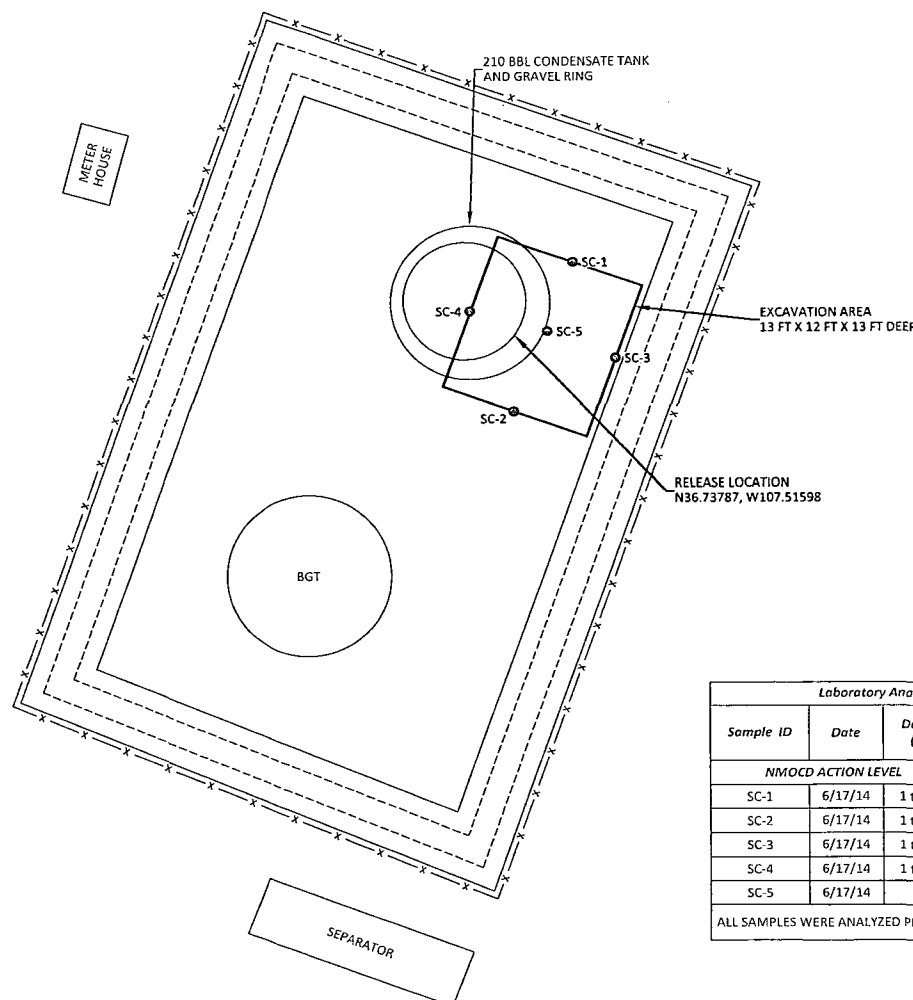 210 BBL CONDENSATE TANK
AND GRAVEL RING
METER
HOUSE
SC-1
SC-4
SC-5
EXCAVATION AREA
13 FT X 12 FT X 13 FT DEEP
SC-3
SC-2
RELEASE LOCATION
N36.73787, W107.51598
BGT
SEPARATOR
Laboratory
Sample ID Date
NMOCD ACTION LEVEL
SC-1 6/17/14 1
SC-2 6/17/14 1
SC-3 6/17/14 1
SC-4 6/17/14 1
SC-5 6/17/14
ALL SAMPLES WERE ANALYZED